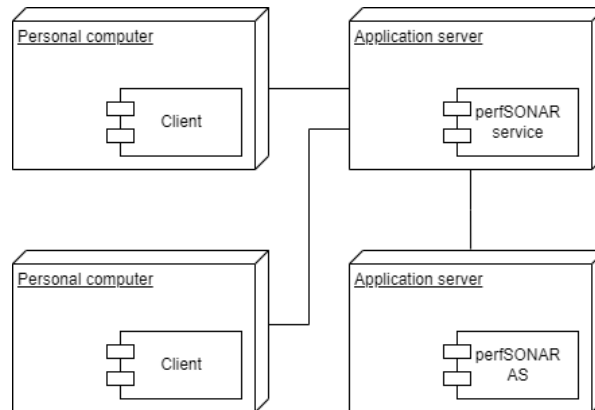 Personal computer
Client
Application server
perfSONAR
service
Personal computer
Client
Application server
perfSONAR
AS